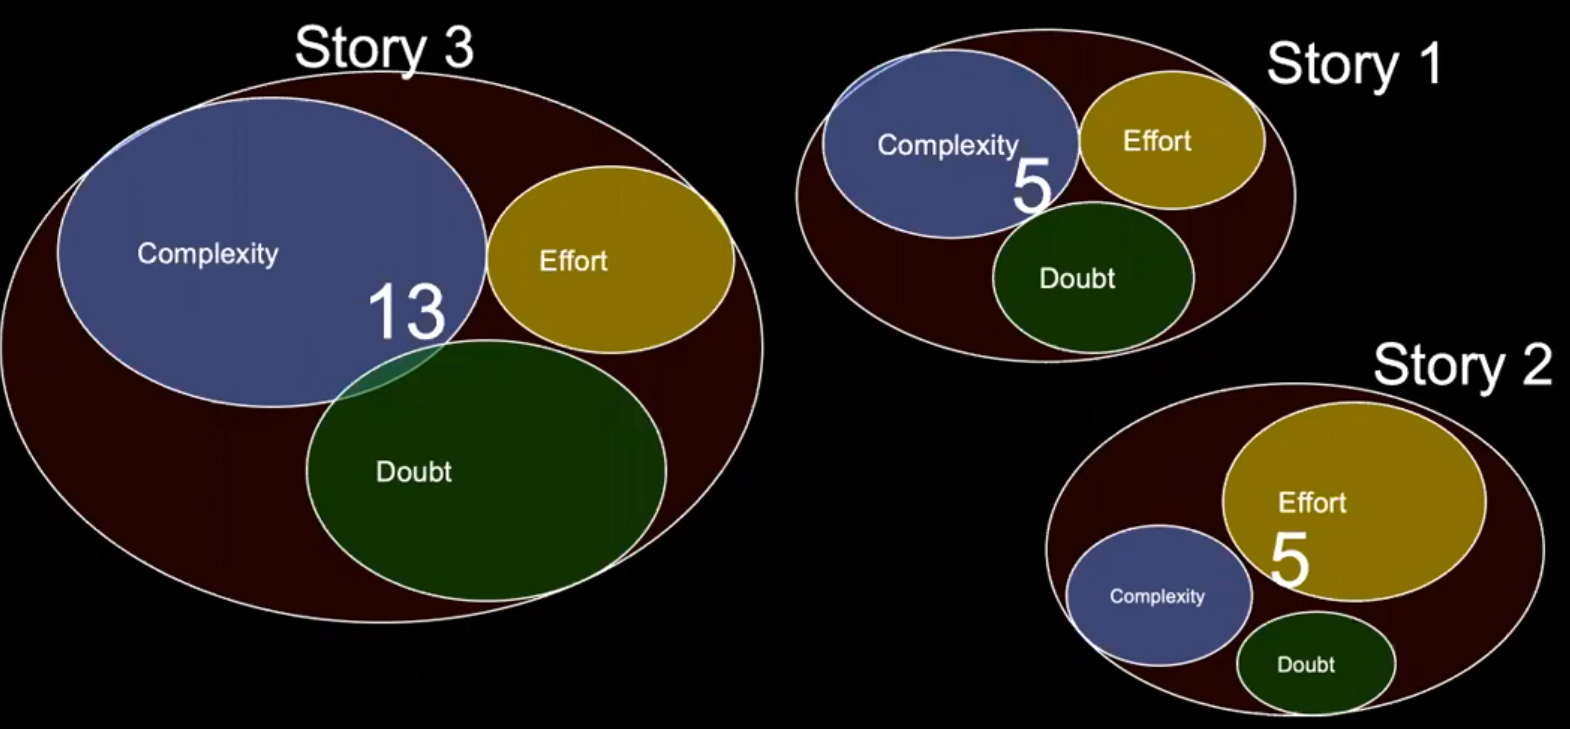 Story 3
Complexity
Effort
13
Doubt
Story 1
Complexity
Effort
5
Doubt
Story 2
Effort
5
Complexity
Doubt